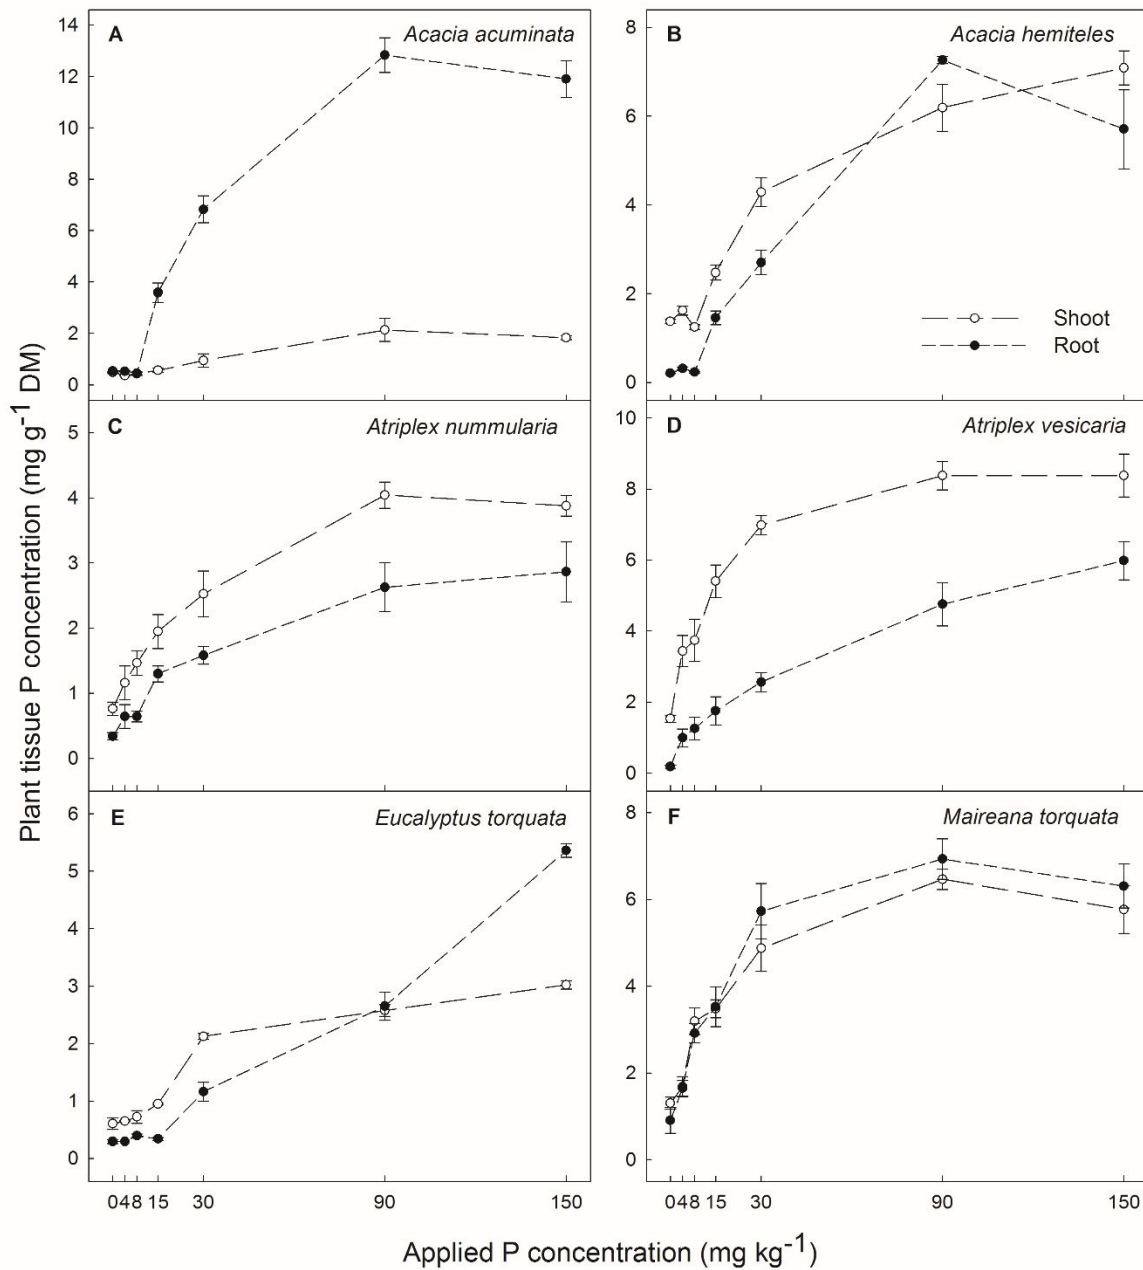 A
Acacia acuminata
14
12
10
8
6
4
2
0
B
Acacia hemiteles
8
6
4
2
0
Shoot
Root
Plant tissue P concentration (mg g⁻¹ DM)
C
Atriplex nummularia
5
4
3
2
1
0
D
Atriplex vesicaria
10
8
6
4
2
0
E
Eucalyptus torquata
6
5
4
3
2
1
0
0 4 8 15 30 90 150
F
Maireana torquata
8
6
4
2
0
0 4 8 15 30 90 150
Applied P concentration (mg kg⁻¹)